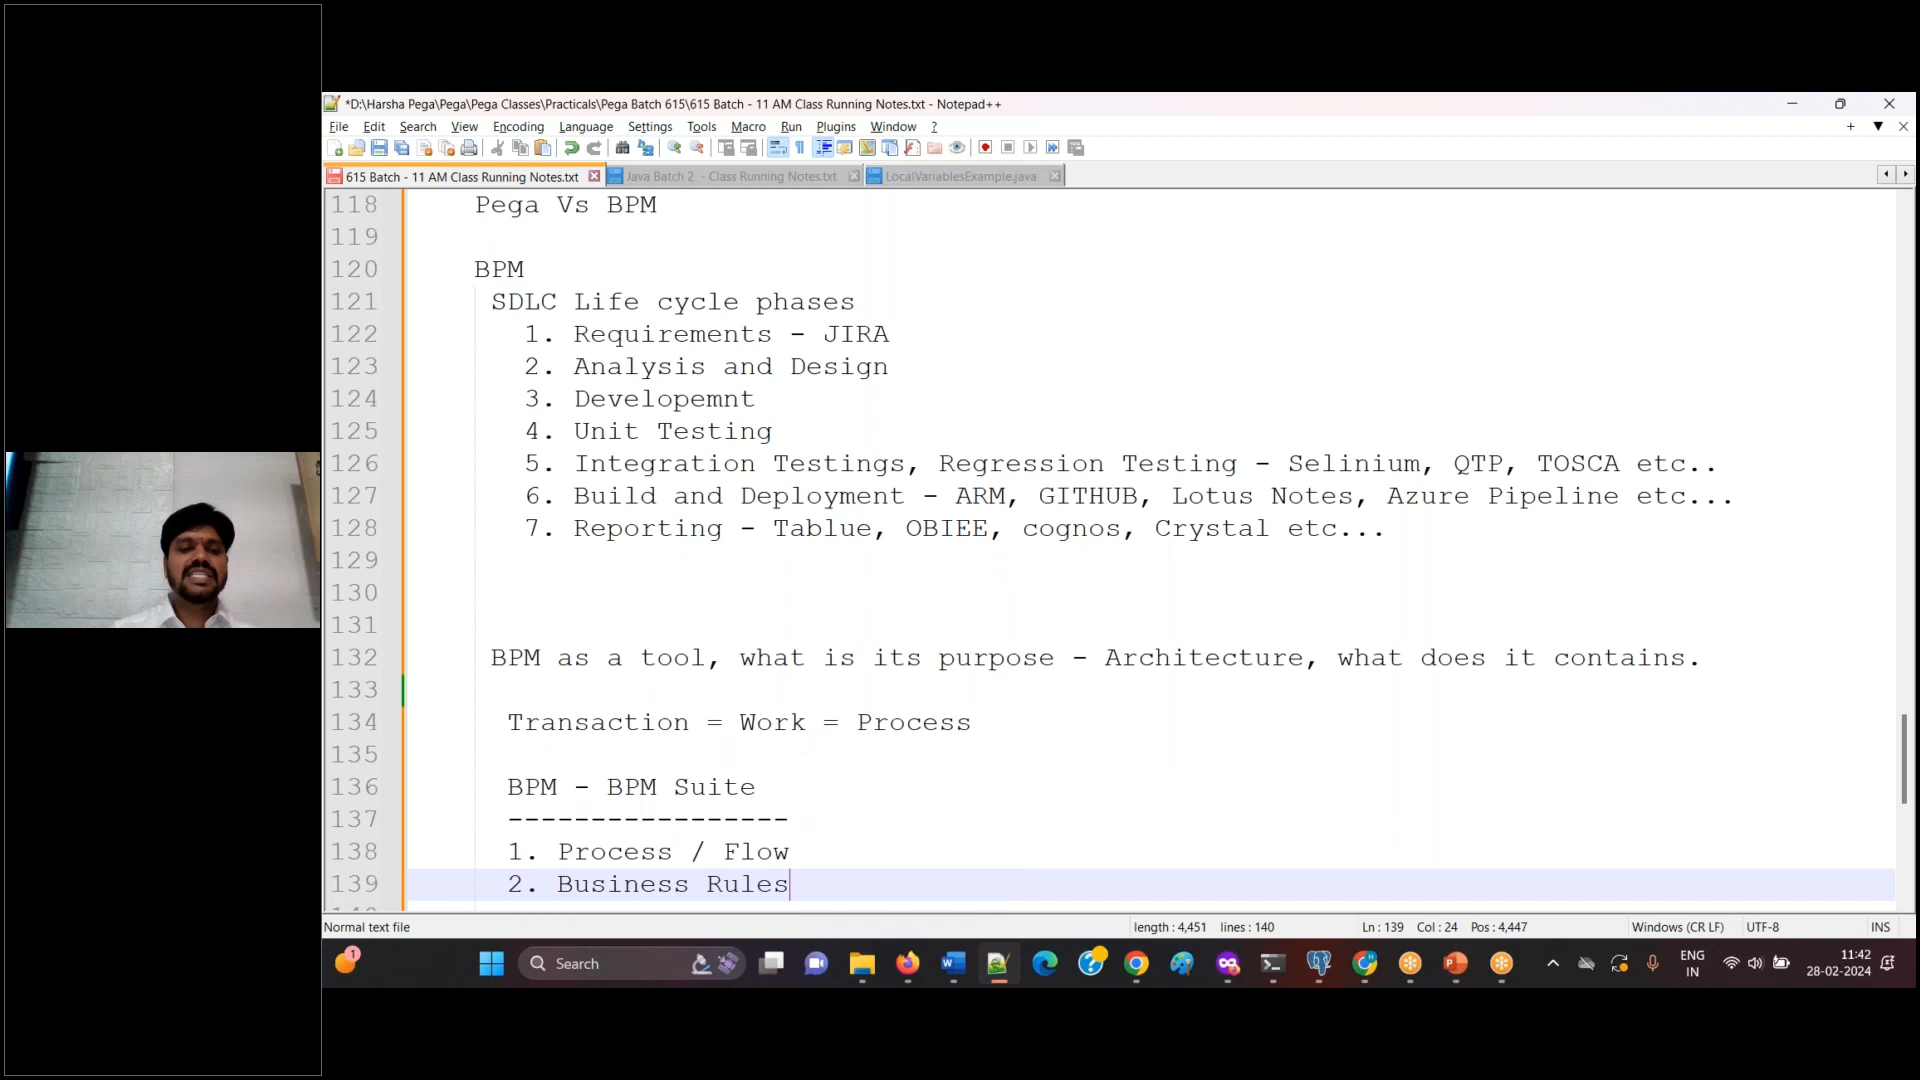 *D:\Harsha Pega\Pega\Pega Classes\Practicals\Pega Batch 615\615 Batch - 11 AM Class Running Notes.txt - Notepad++
File Edit Search View Encoding Language Settings Tools Macro Run Plugins Window ?
615 Batch - 11 AM Class Running Notes.txt Java Batch 2 - Class Running Notes.txt LocalVariablesExample.java
118 Pega Vs BPM
119
120 BPM
121 SDLC Life cycle phases
122 1. Requirements - JIRA
123 2. Analysis and Design
124 3. Developemnt
125 4. Unit Testing
126 5. Integration Testings, Regression Testing - Selinium, QTP, TOSCA etc..
127 6. Build and Deployment - ARM, GITHUB, Lotus Notes, Azure Pipeline etc...
128 7. Reporting - Tablue, OBIEE, cognos, Crystal etc...
129
130
131
132 BPM as a tool, what is its purpose - Architecture, what does it contains.
133
134 Transaction = Work = Process
135
136 BPM - BPM Suite
137 -----------------
138 1. Process / Flow
139 2. Business Rules
Normal text file length : 4,451 lines : 140 Ln : 139 Col : 24 Pos : 4,447 Windows (CR LF) UTF-8 INS
1 Search ENG IN 11:42 28-02-2024